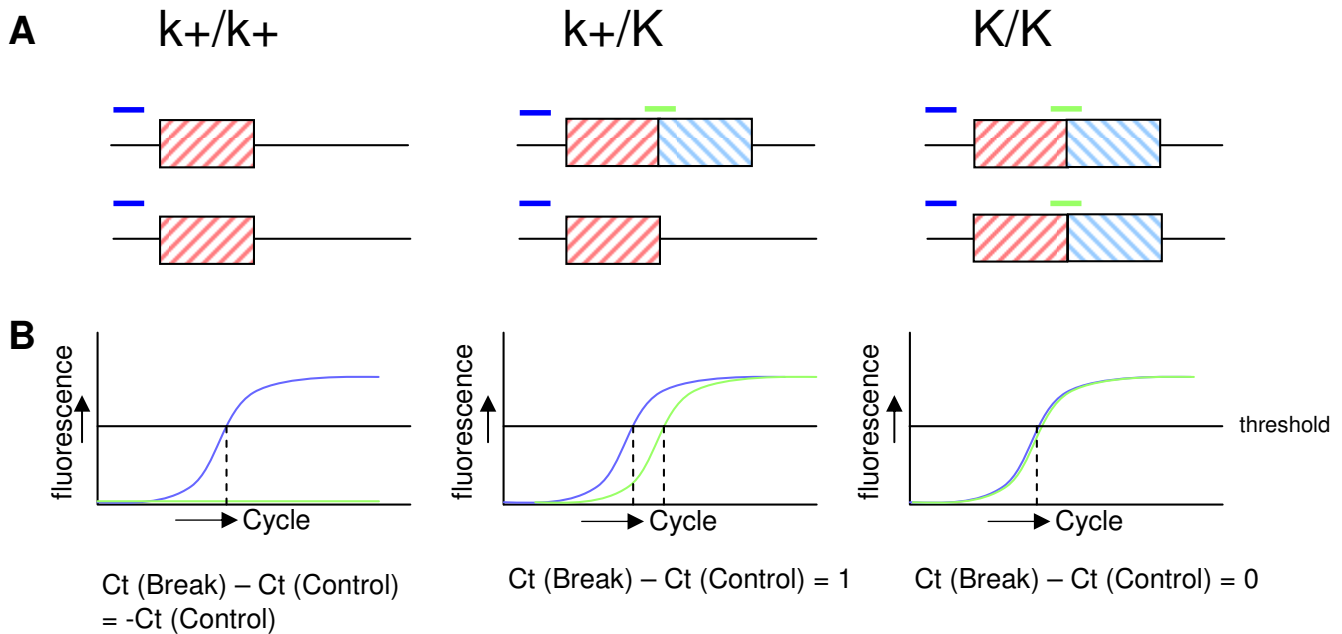 A
k+/k+
k+/K
K/K
B
fluorescence
Cycle
fluorescence
Cycle
fluorescence
Cycle
threshold
Ct (Break) – Ct (Control)
= -Ct (Control)
Ct (Break) – Ct (Control) = 1
Ct (Break) – Ct (Control) = 0